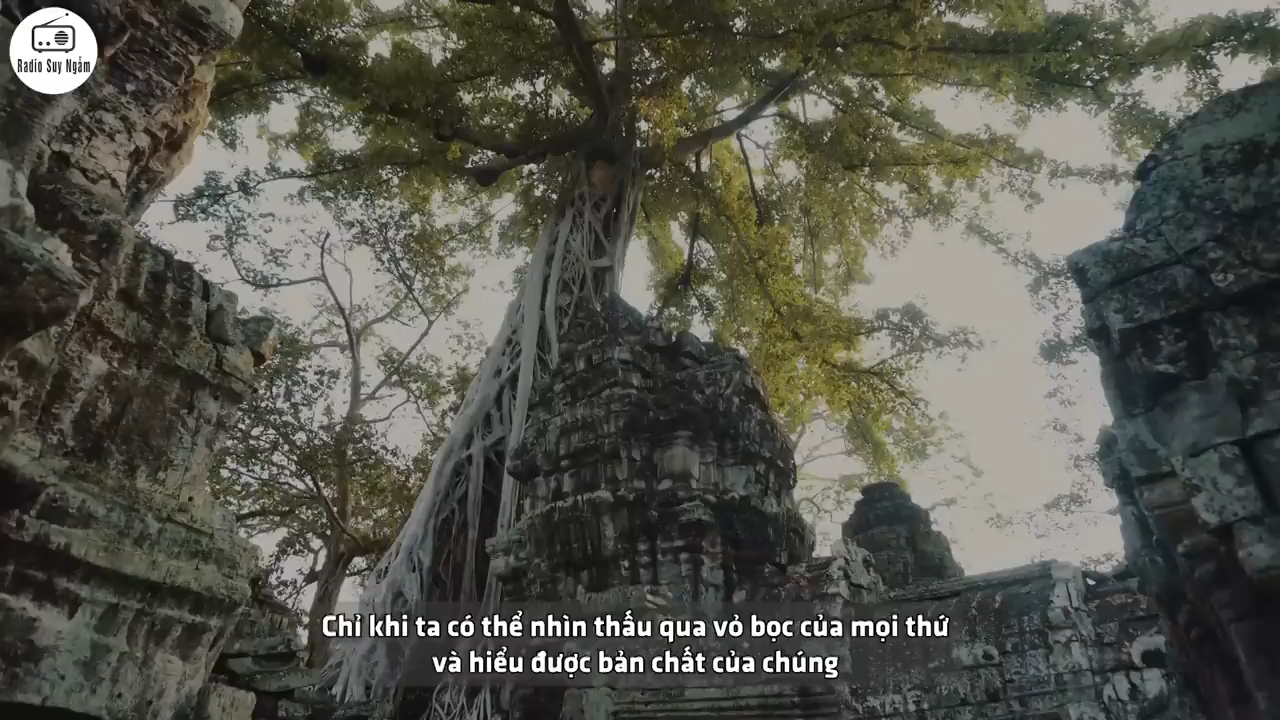 Radio Suy Ngẫm
Chỉ khi ta có thể nhìn thấu qua vỏ bọc của mọi thứ
và hiểu được bản chất của chúng